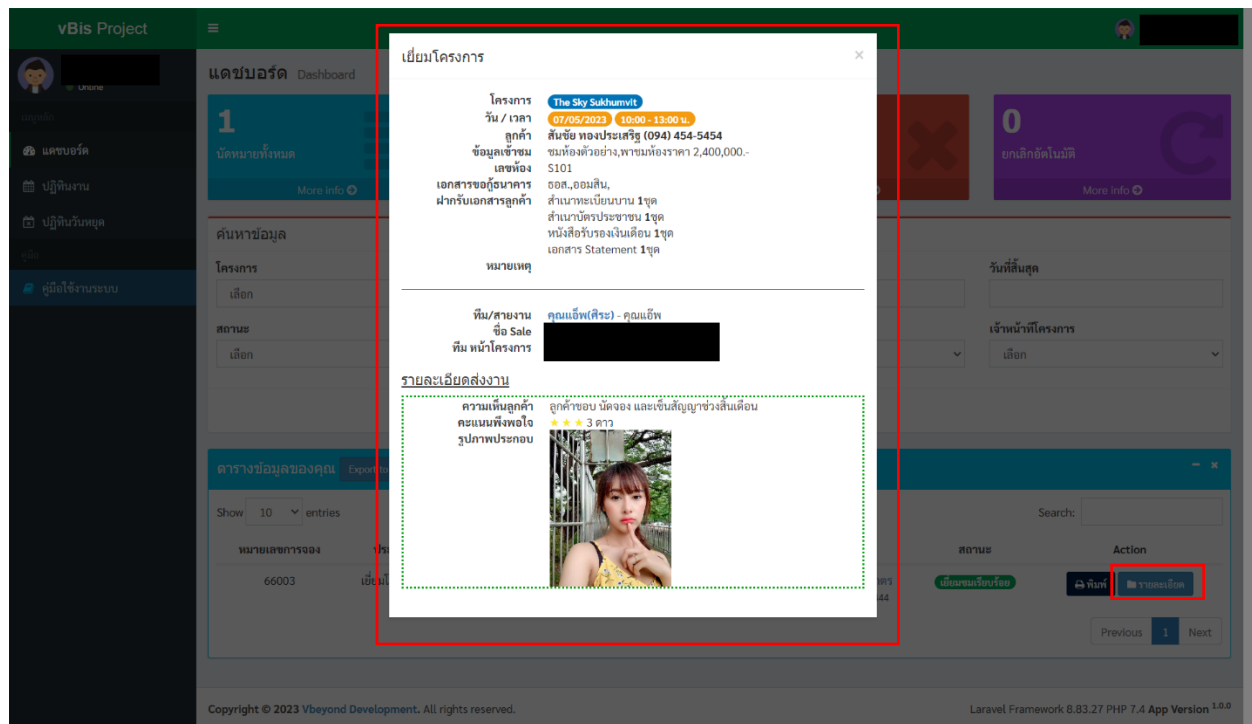 vBis Project
Online
เมนูหลัก
แดชบอร์ด
ปฏิทินงาน
ปฏิทินวันหยุด
คู่มือ
คู่มือใช้งานระบบ
แดชบอร์ด Dashboard
1
นัดหมายทั้งหมด
More info
0
ยกเลิกอัตโนมัติ
More info
ค้นหาข้อมูล
โครงการ
วันที่สิ้นสุด
เลือก
สถานะ
เจ้าหน้าที่โครงการ
เลือก
เลือก
เยี่ยมโครงการ ×
โครงการ The Sky Sukhumvit
วัน / เวลา 07/05/2023 10:00 - 13:00 น.
ลูกค้า สันชัย ทองประเสริฐ (094) 454-5454
ข้อมูลเข้าชม ชมห้องตัวอย่าง,พาชมห้องราคา 2,400,000.-
เลขห้อง S101
เอกสารขอกู้ธนาคาร ธอส.,ออมสิน,
ฝากรับเอกสารลูกค้า สำเนาทะเบียนบาน 1ชุด
สำเนาบัตรประชาชน 1ชุด
หนังสือรับรองเงินเดือน 1ชุด
เอกสาร Statement 1ชุด
หมายเหตุ
ทีม/สายงาน คุณแอ็พ(ศิระ) - คุณแอ๊พ
ชื่อ Sale
ทีม หน้าโครงการ
รายละเอียดส่งงาน
ความเห็นลูกค้า ลูกค้าชอบ นัดจอง และเซ็นสัญญาช่วงสิ้นเดือน
คะแนนพึงพอใจ ★ ★ ★ 3 ดาว
รูปภาพประกอบ
ตารางข้อมูลของคุณ Export to
Show 10 entries
Search:
หมายเลขการจอง
สถานะ Action
66003
เยี่ยมชมเรียบร้อย พิมพ์ รายละเอียด
44
Previous 1 Next
Copyright © 2023 Vbeyond Development. All rights reserved.
Laravel Framework 8.83.27 PHP 7.4 App Version 1.0.0